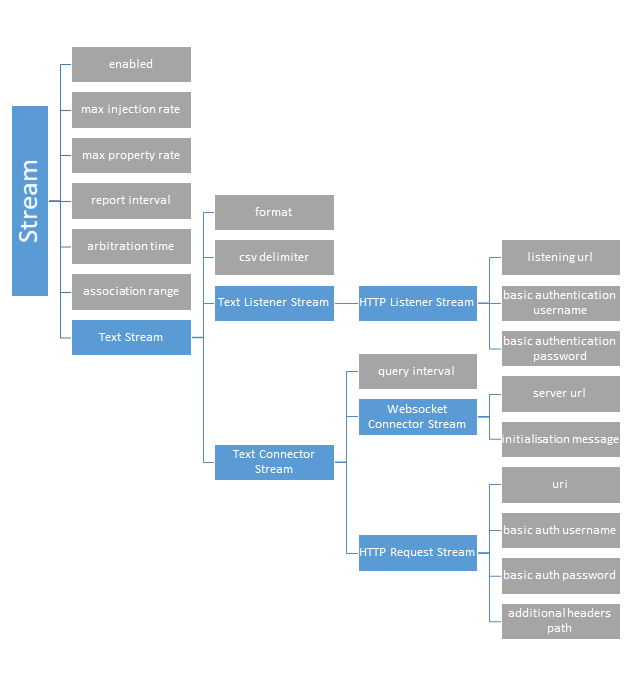 Stream
enabled
max injection rate
max property rate
report interval
arbitration time
association range
Text Stream
format
csv delimiter
Text Listener Stream
HTTP Listener Stream
listening url
basic authentication
username
basic authentication
password
Text Connector
Stream
query interval
Websocket
Connector Stream
server url
initialisation message
HTTP Request Stream
uri
basic auth username
basic auth password
additional headers
path